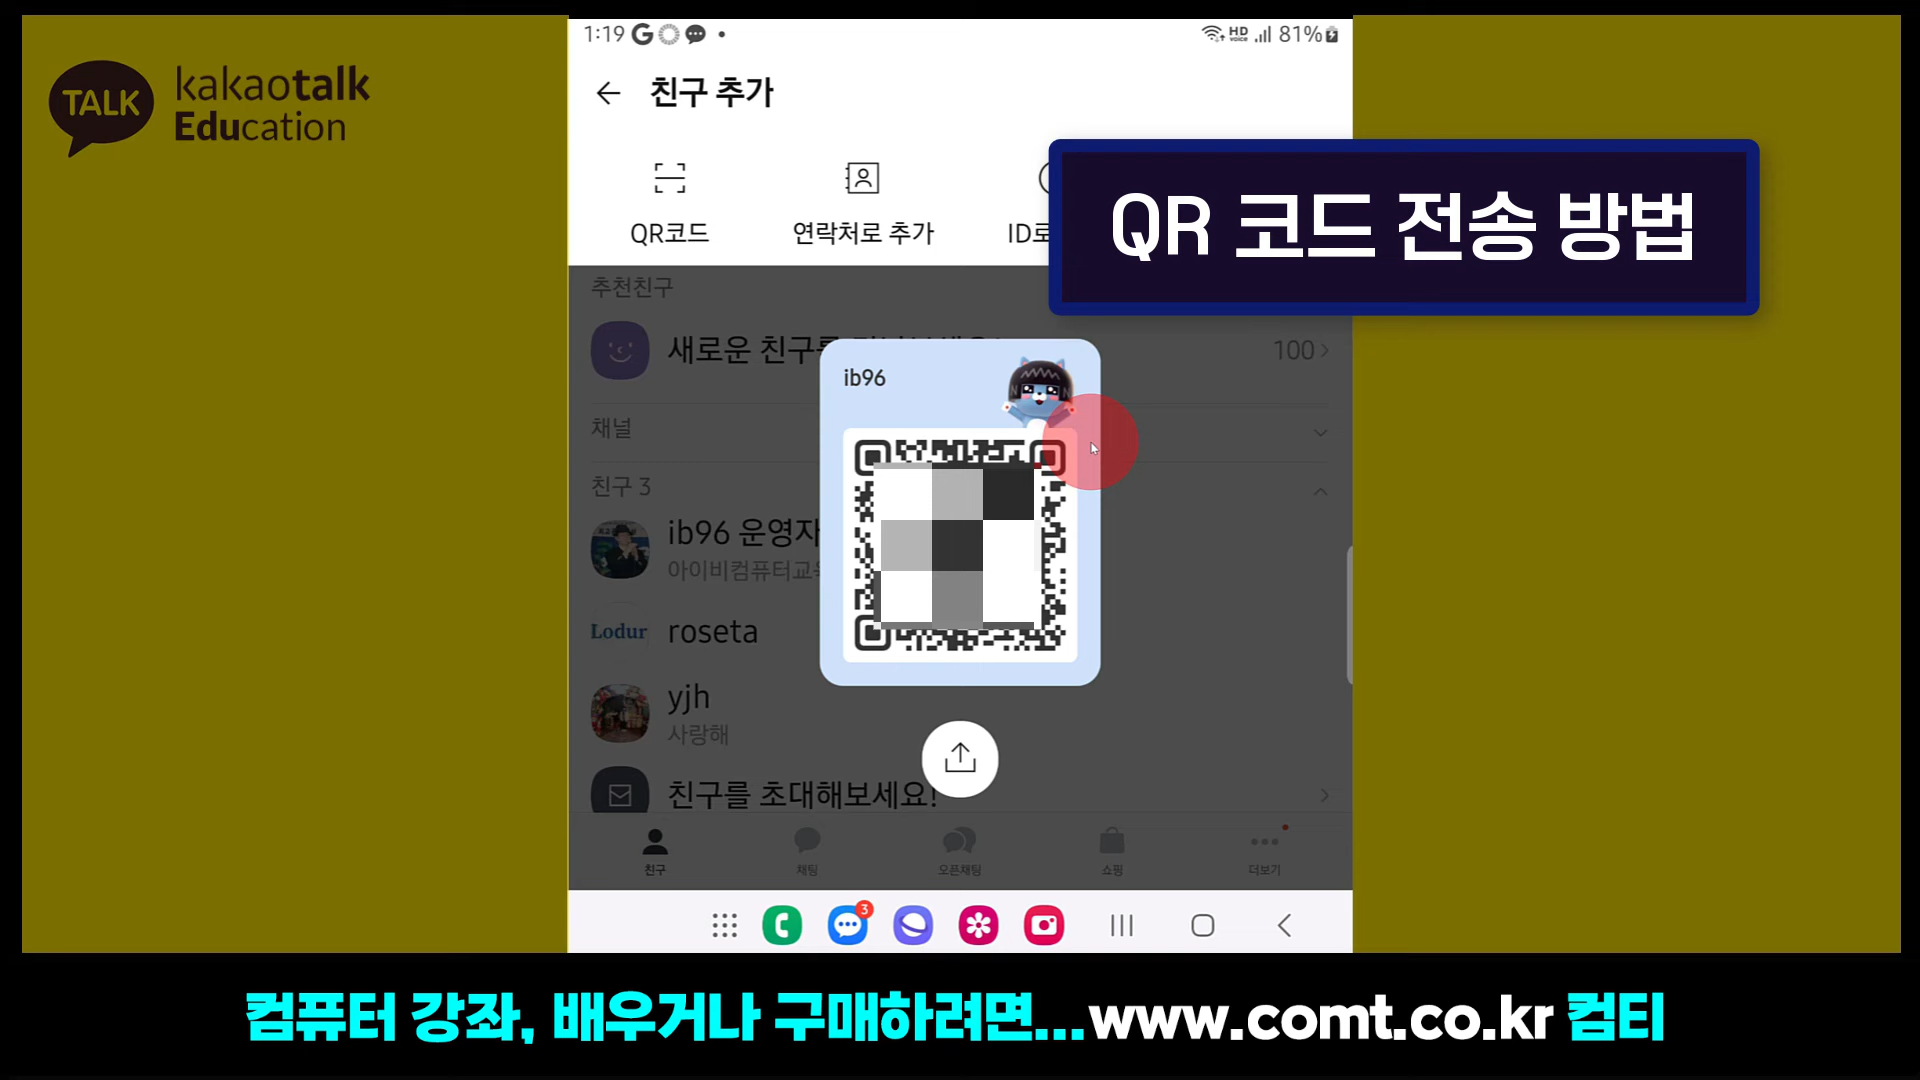 1:19
HD voice 81%
TALK
kakaotalk
Education
친구 추가
QR코드
연락처로 추가
QR 코드 전송 방법
추천친구
새로운 친구를
100
채널
ib96
친구 3
ib96 운영자
아이비컴퓨터교육
Lodur
roseta
yjh
사랑해
친구를 초대해보세요!
친구
채팅
오픈채팅
쇼핑
더보기
3
컴퓨터 강좌, 배우거나 구매하려면...www.comt.co.kr 컴티